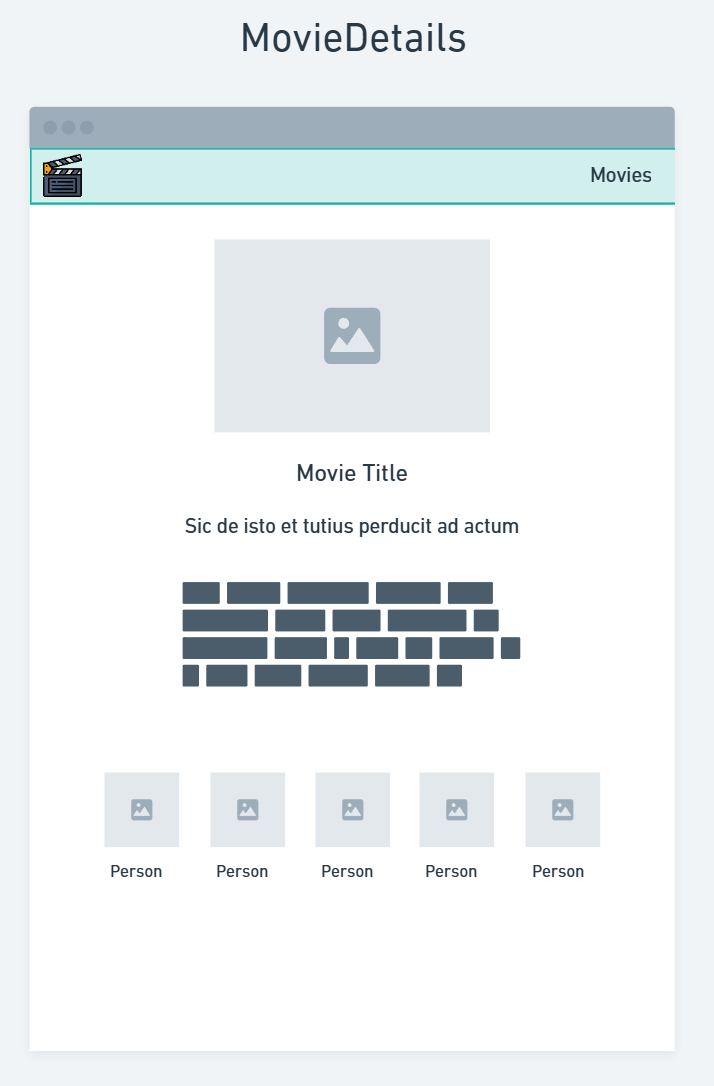 MovieDetails
Movies
Movie Title
Sic de isto et tutius perducit ad actum
Person Person Person Person Person